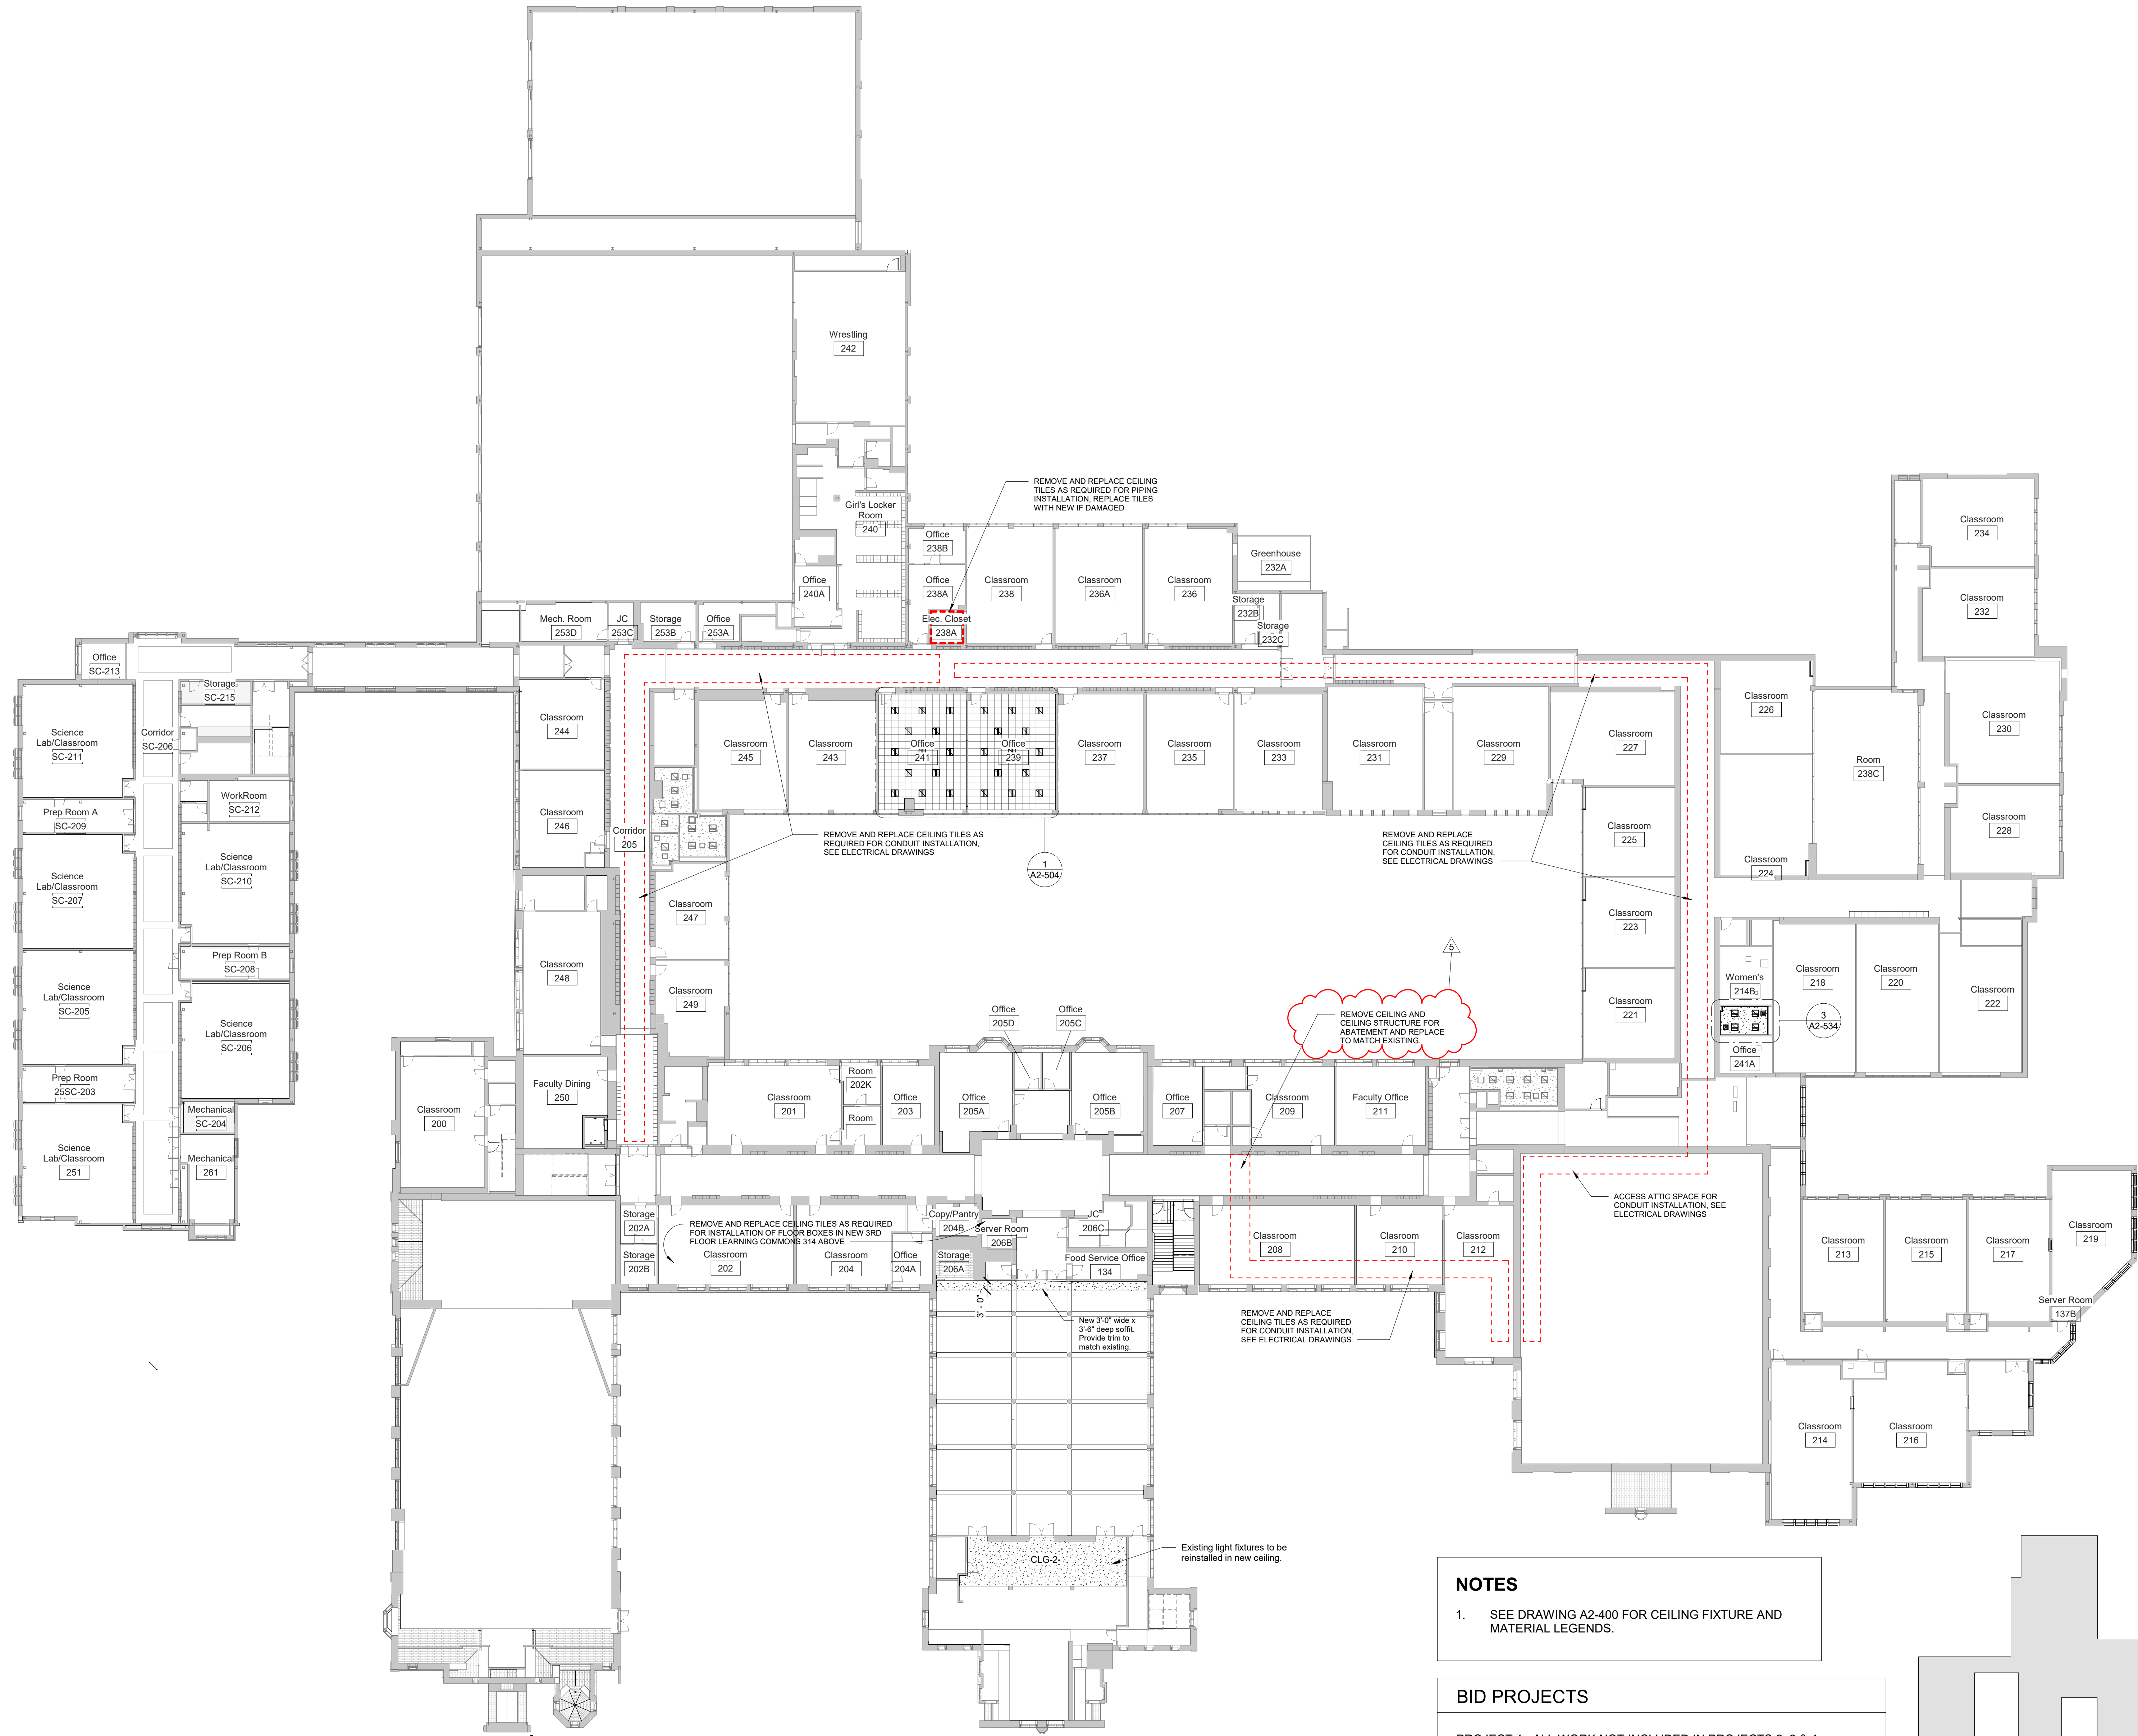 Wrestling
242
REMOVE AND REPLACE CEILING
TILES AS REQUIRED FOR PIPING
INSTALLATION, REPLACE TILES
WITH NEW IF DAMAGED
Girl's Locker
Room
240
Office
238B
Office
240A
Office
238A
Classroom
238
Classroom
236A
Classroom
236
Greenhouse
232A
Storage
232B
Storage
232C
Classroom
234
Classroom
232
Mech. Room
253D
JC
253C
Storage
253B
Office
253A
Elec. Closet
238A
Office
SC-213
Storage
SC-215
Science
Lab/Classroom
SC-211
Corridor
SC-206
Classroom
244
Classroom
245
Classroom
243
Office
241
Office
239
Classroom
237
Classroom
235
Classroom
233
Classroom
231
Classroom
229
Classroom
227
Classroom
226
Room
238C
Classroom
230
WorkRoom
SC-212
Prep Room A
SC-209
Classroom
246
Corridor
205
REMOVE AND REPLACE CEILING TILES AS
REQUIRED FOR CONDUIT INSTALLATION,
SEE ELECTRICAL DRAWINGS
1
A2-504
REMOVE AND REPLACE
CEILING TILES AS REQUIRED
FOR CONDUIT INSTALLATION,
SEE ELECTRICAL DRAWINGS
Classroom
225
Classroom
224
Classroom
228
Science
Lab/Classroom
SC-207
Science
Lab/Classroom
SC-210
Classroom
247
Classroom
223
Prep Room B
SC-208
Classroom
248
Classroom
249
5
Women's
214B
Classroom
218
Classroom
220
Classroom
222
Science
Lab/Classroom
SC-205
Science
Lab/Classroom
SC-206
Office
205D
Office
205C
REMOVE CEILING AND
CEILING STRUCTURE FOR
ABATEMENT AND REPLACE
TO MATCH EXISTING.
Classroom
221
3
A2-534
Office
241A
Prep Room
25SC-203
Mechanical
SC-204
Classroom
200
Faculty Dining
250
Classroom
201
Room
202K
Room
Office
203
Office
205A
Office
205B
Office
207
Classroom
209
Faculty Office
211
Science
Lab/Classroom
251
Mechanical
261
ACCESS ATTIC SPACE FOR
CONDUIT INSTALLATION, SEE
ELECTRICAL DRAWINGS
Storage
202A
Storage
202B
REMOVE AND REPLACE CEILING TILES AS REQUIRED
FOR INSTALLATION OF FLOOR BOXES IN NEW 3RD
FLOOR LEARNING COMMONS 314 ABOVE
Classroom
202
Classroom
204
Office
204A
Copy/Pantry
204B
Storage
206A
Server Room
206B
JC
206C
Food Service Office
134
Classroom
208
Classroom
210
Classroom
212
Classroom
213
Classroom
215
Classroom
217
Classroom
219
Server Room
137B
3' - 0"
New 3'-0" wide x
3'-6" deep soffit.
Provide trim to
match existing.
REMOVE AND REPLACE
CEILING TILES AS REQUIRED
FOR CONDUIT INSTALLATION,
SEE ELECTRICAL DRAWINGS
Classroom
214
Classroom
216
CLG-2
Existing light fixtures to be
reinstalled in new ceiling.
NOTES
1. SEE DRAWING A2-400 FOR CEILING FIXTURE AND
MATERIAL LEGENDS.
BID PROJECTS